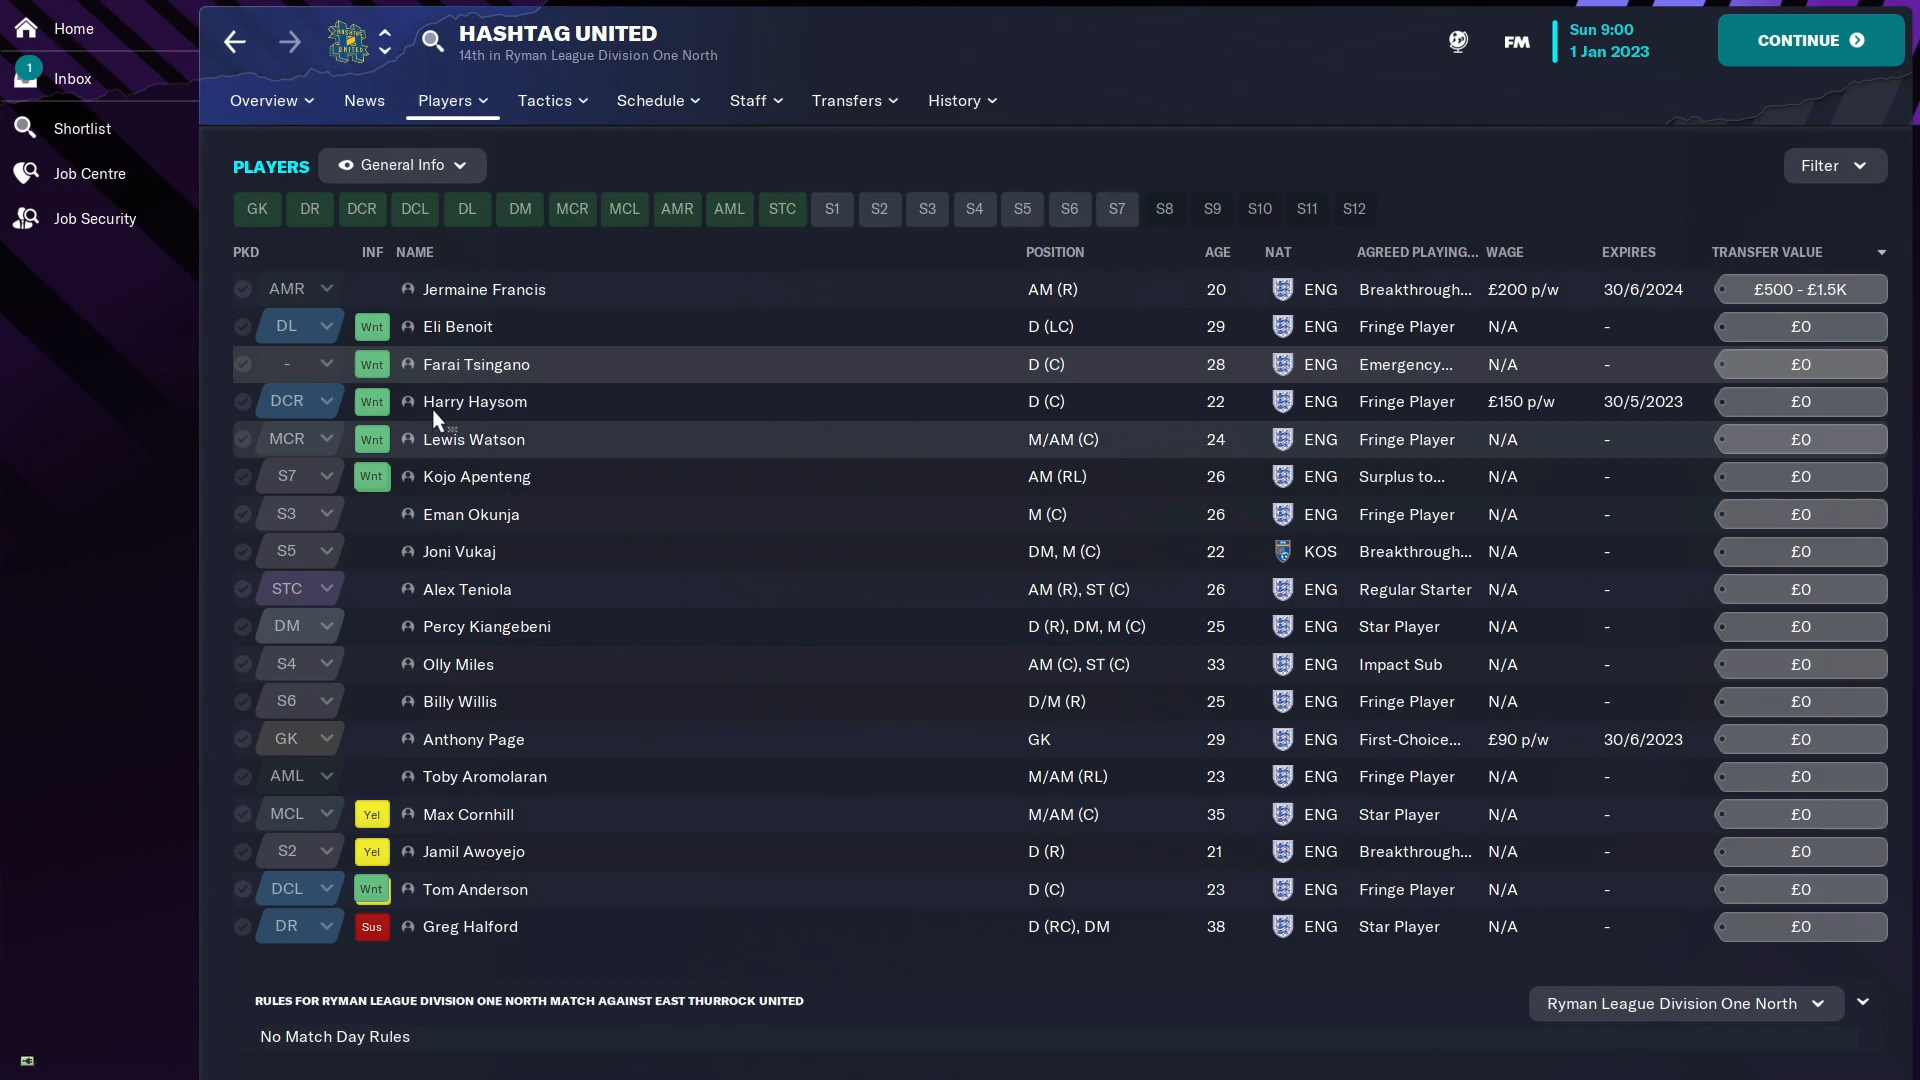 Home
1
Inbox
Shortlist
Job Centre
Job Security
HASHTAG UNITED
14th in Ryman League Division One North
FM
Sun 9:00
1 Jan 2023
CONTINUE
Overview News Players Tactics Schedule Staff Transfers History
PLAYERS General Info Filter
GK DR DCR DCL DL DM MCR MCL AMR AML STC S1 S2 S3 S4 S5 S6 S7 S8 S9 S10 S11 S12
PKD INF NAME POSITION AGE NAT AGREED PLAYING... WAGE EXPIRES TRANSFER VALUE
AMR Jermaine Francis AM (R) 20 ENG Breakthrough... £200 p/w 30/6/2024 £500 - £1.5K
DL Wnt Eli Benoit D (LC) 29 ENG Fringe Player N/A - £0
- Wnt Farai Tsingano D (C) 28 ENG Emergency... N/A - £0
DCR Wnt Harry Haysom D (C) 22 ENG Fringe Player £150 p/w 30/5/2023 £0
MCR Wnt Lewis Watson M/AM (C) 24 ENG Fringe Player N/A - £0
S7 Wnt Kojo Apenteng AM (RL) 26 ENG Surplus to... N/A - £0
S3 Eman Okunja M (C) 26 ENG Fringe Player N/A - £0
S5 Joni Vukaj DM, M (C) 22 KOS Breakthrough... N/A - £0
STC Alex Teniola AM (R), ST (C) 26 ENG Regular Starter N/A - £0
DM Percy Kiangebeni D (R), DM, M (C) 25 ENG Star Player N/A - £0
S4 Olly Miles AM (C), ST (C) 33 ENG Impact Sub N/A - £0
S6 Billy Willis D/M (R) 25 ENG Fringe Player N/A - £0
GK Anthony Page GK 29 ENG First-Choice... £90 p/w 30/6/2023 £0
AML Toby Aromolaran M/AM (RL) 23 ENG Fringe Player N/A - £0
MCL Yel Max Cornhill M/AM (C) 35 ENG Star Player N/A - £0
S2 Yel Jamil Awoyejo D (R) 21 ENG Breakthrough... N/A - £0
DCL Wnt Tom Anderson D (C) 23 ENG Fringe Player N/A - £0
DR Sus Greg Halford D (RC), DM 38 ENG Star Player N/A - £0
RULES FOR RYMAN LEAGUE DIVISION ONE NORTH MATCH AGAINST EAST THURROCK UNITED
Ryman League Division One North
No Match Day Rules